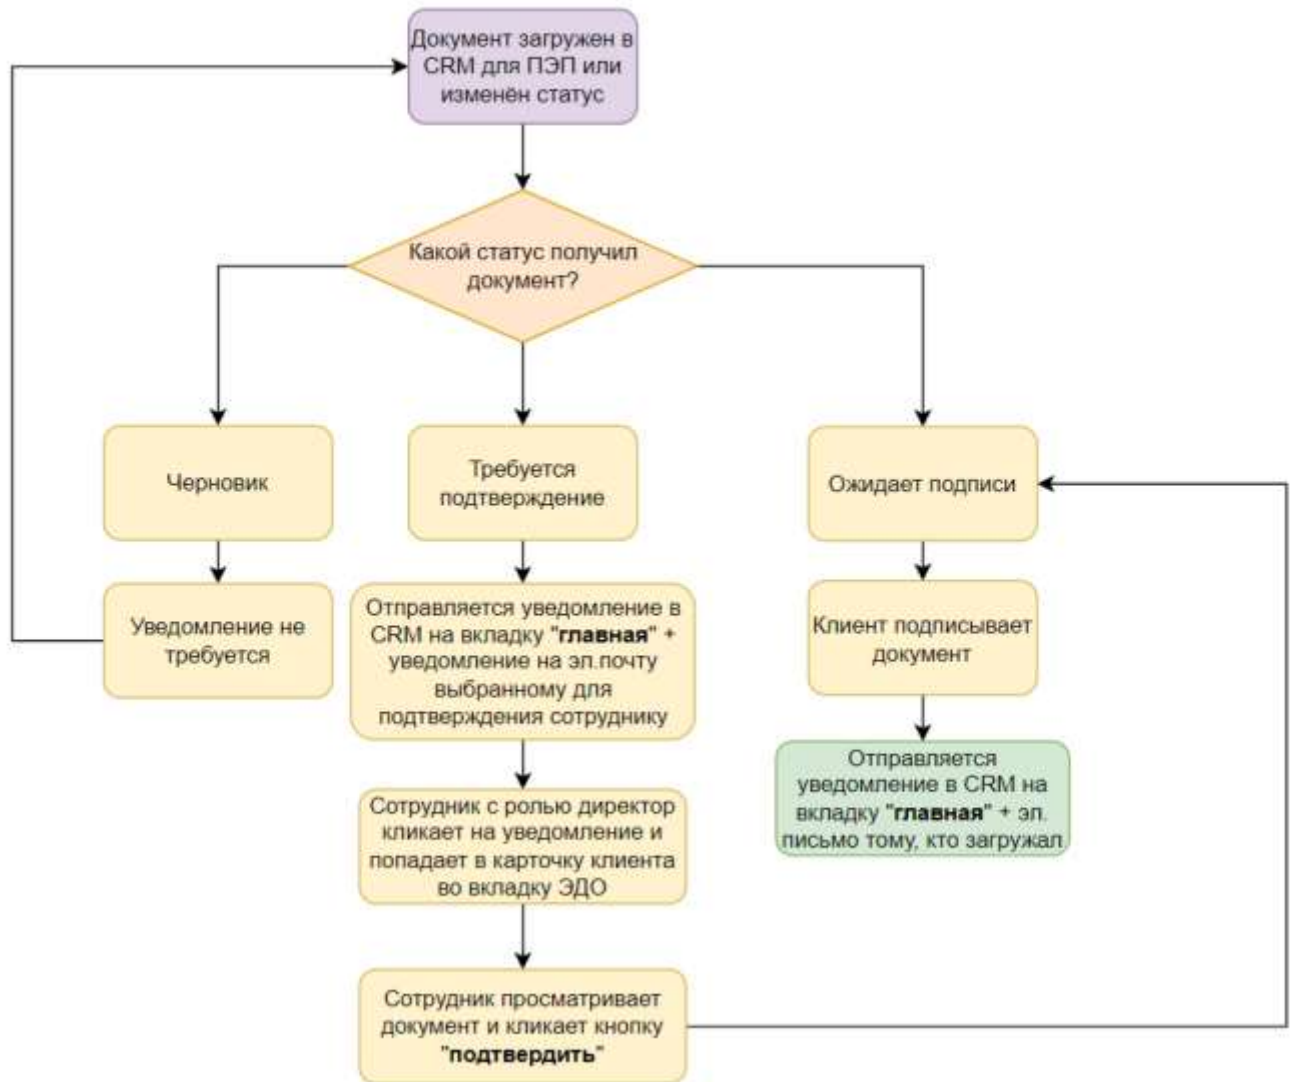 Документ загружен в
CRM для ПЭП или
изменён статус
Какой статус получил
документ?
Черновик
Требуется
подтверждение
Ожидает подписи
Уведомление не
требуется
Отправляется уведомление в
CRM на вкладку "главная" +
уведомление на эл.почту
выбранному для
подтверждения сотруднику
Клиент подписывает
документ
Сотрудник с ролью директор
кликает на уведомление и
попадает в карточку клиента
во вкладку ЭДО
Отправляется
уведомление в CRM на
вкладку "главная" + эл.
письмо тому, кто загружал
Сотрудник просматривает
документ и кликает кнопку
"подтвердить"